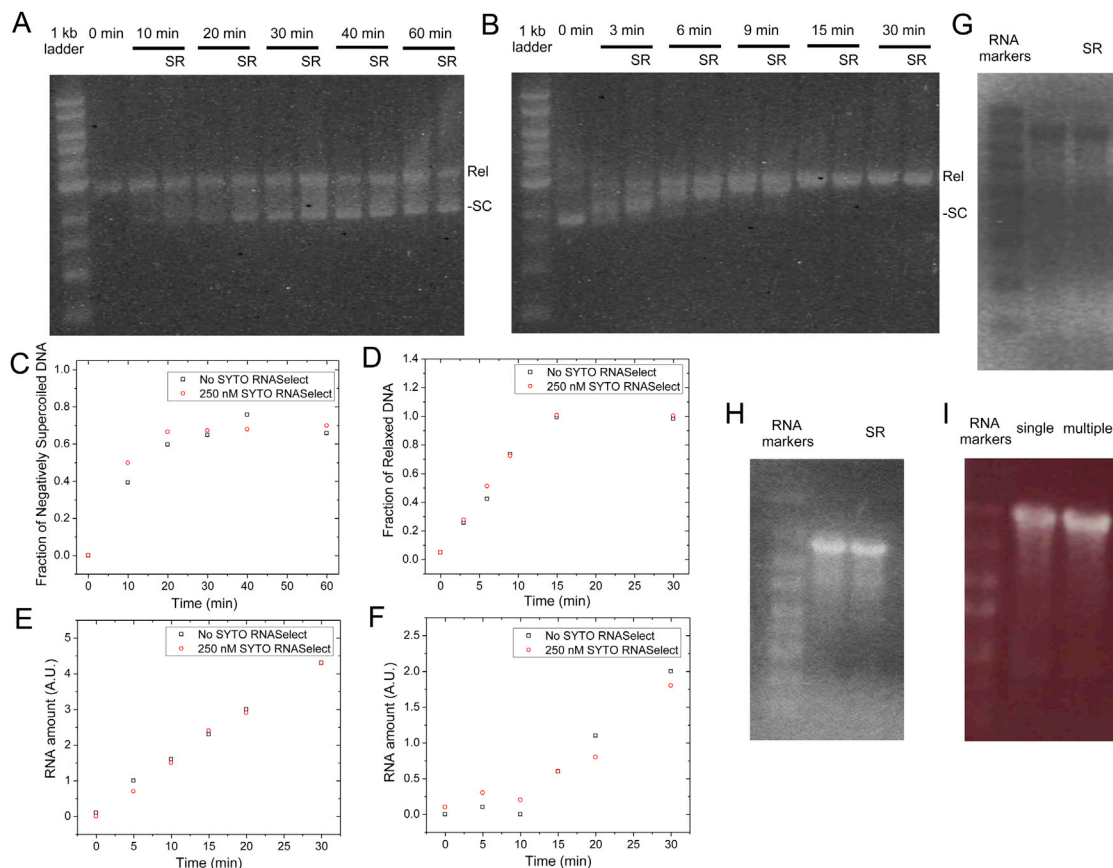 A
1 kb ladder
0 min
10 min
20 min
30 min
40 min
60 min
SR
SR
SR
SR
SR
Rel
-SC
B
1 kb ladder
0 min
3 min
6 min
9 min
15 min
30 min
SR
SR
SR
SR
SR
Rel
-SC
G
RNA markers
SR
C
Fraction of Negatively Supercoiled DNA
1.0
0.8
0.6
0.4
0.2
0.0
No SYTO RNASelect
250 nM SYTO RNASelect
0 10 20 30 40 50 60
Time (min)
D
Fraction of Relaxed DNA
1.4
1.2
1.0
0.8
0.6
0.4
0.2
0.0
No SYTO RNASelect
250 nM SYTO RNASelect
0 5 10 15 20 25 30
Time (min)
E
RNA amount (A.U.)
5
4
3
2
1
0
No SYTO RNASelect
250 nM SYTO RNASelect
0 5 10 15 20 25 30
Time (min)
F
RNA amount (A.U.)
2.5
2.0
1.5
1.0
0.5
0.0
No SYTO RNASelect
250 nM SYTO RNASelect
0 5 10 15 20 25 30
Time (min)
H
RNA markers
SR
I
RNA markers
single
multiple